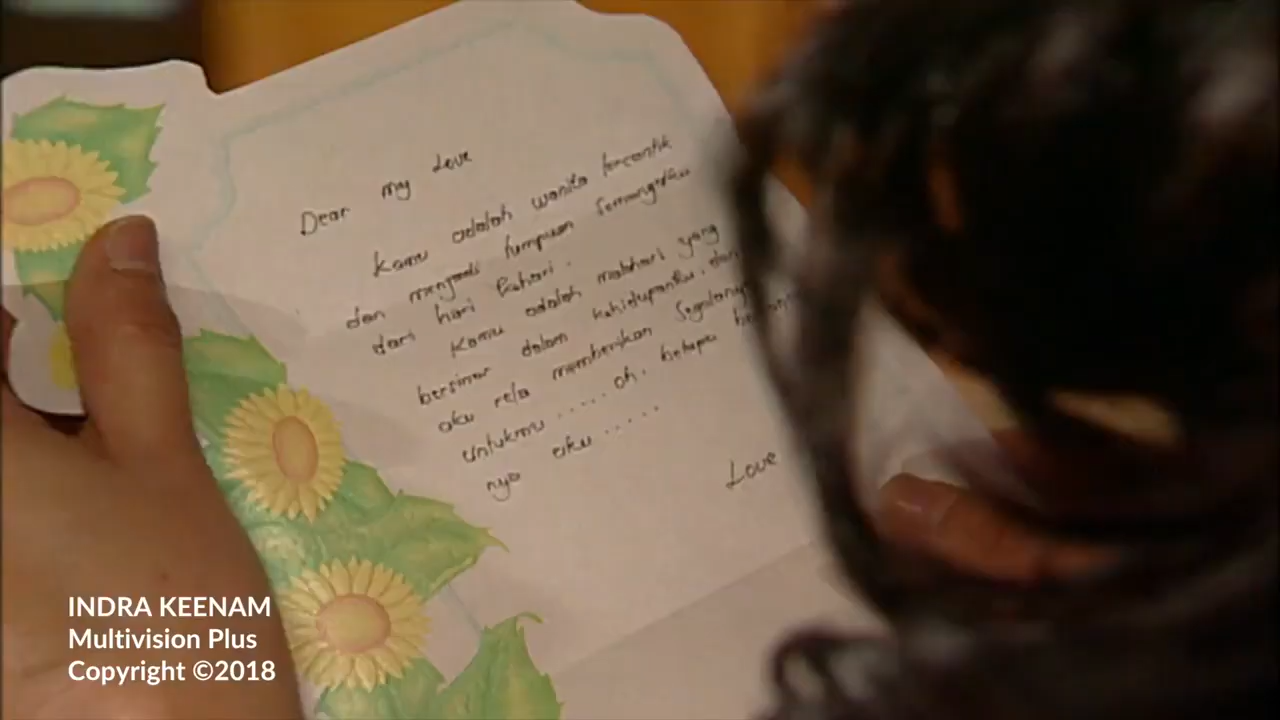 Dear my Love
Kamu adalah wanita tercantik
dan menjadi tumpuan semangatku
dari hari kehari.
Kamu adalah matahari yang
bersinar dalam kehidupanku, dan
aku rela memberikan segalanya
untukmu ..... oh, betapa
nya aku .....
Love
INDRA KEENAM
Multivision Plus
Copyright ©2018